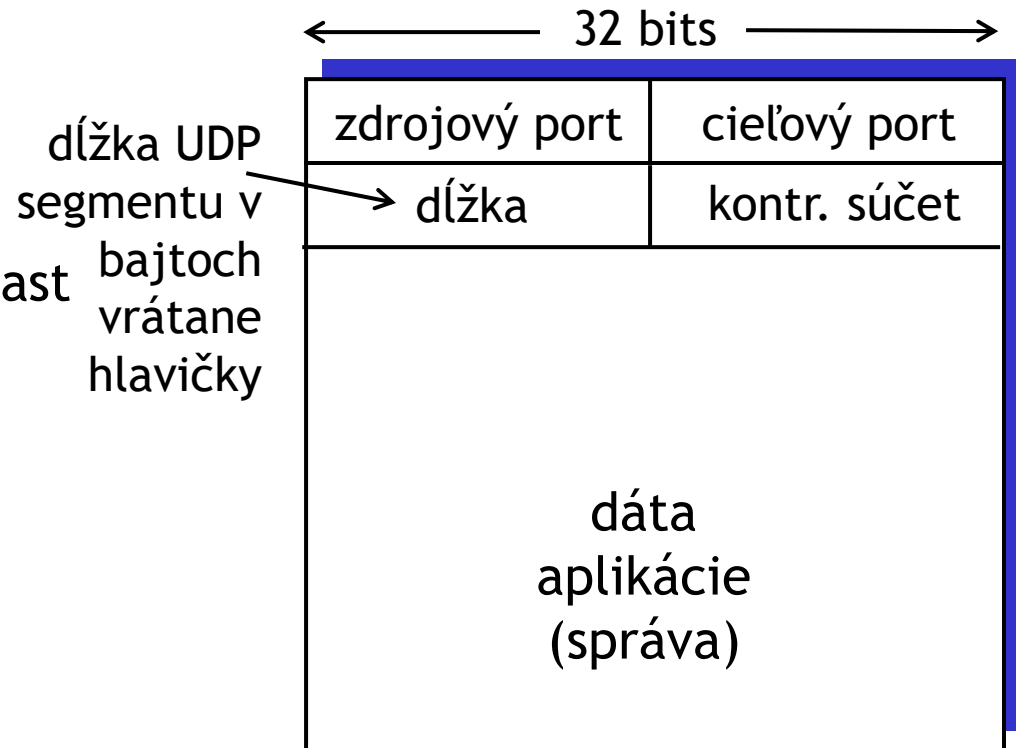 32 bits
zdrojový port
cieľový port
dĺžka UDP
segmentu v
bajtoch
vrátane
hlavičky
dĺžka
kontr. súčet
ast
dáta
aplikácie
(správa)